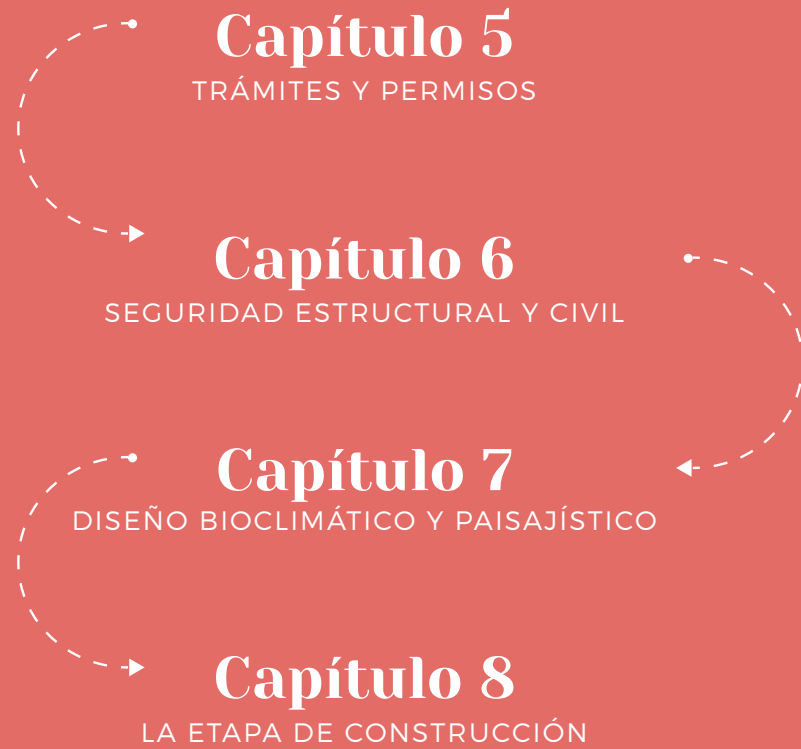 Capítulo 5
TRÁMITES Y PERMISOS
Capítulo 6
SEGURIDAD ESTRUCTURAL Y CIVIL
Capítulo 7
DISEÑO BIOCLIMÁTICO Y PAISAJÍSTICO
Capítulo 8
LA ETAPA DE CONSTRUCCIÓN